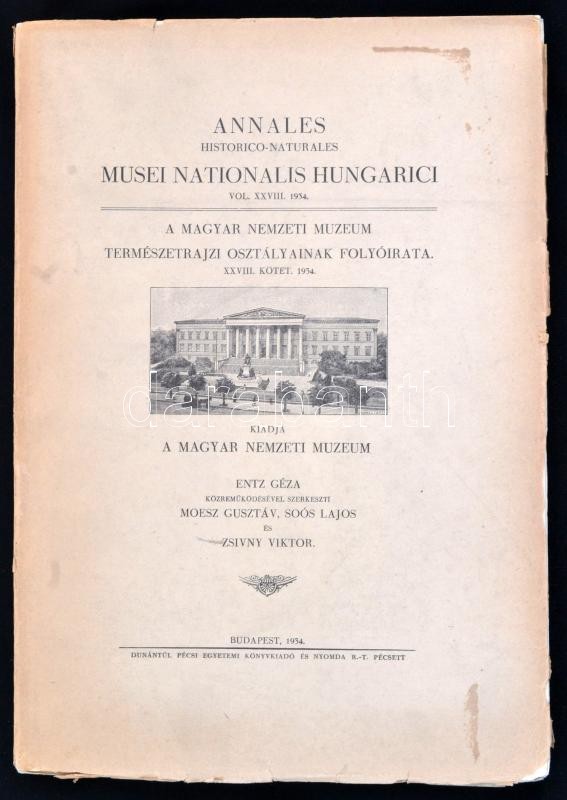 ANNALES
HISTORICO-NATURALES
MUSEI NATIONALIS HUNGARICI
VOL. XXVIII. 1934.
A MAGYAR NEMZETI MUZEUM
TERMÉSZETRAJZI OSZTÁLYAINAK FOLYÓIRATA.
XXVIII. KÖTET. 1934.
darabanth
KIADJA
A MAGYAR NEMZETI MUZEUM
ENTZ GÉZA
KÖZREMŰKÖDÉSÉVEL SZERKESZTI
MOESZ GUSZTÁV, SOÓS LAJOS
ÉS
ZSIVNY VIKTOR.
BUDAPEST, 1934.
DUNÁNTÚL PÉCSI EGYETEMI KÖNYVKIADÓ ÉS NYOMDA R.-T. PÉCSETT